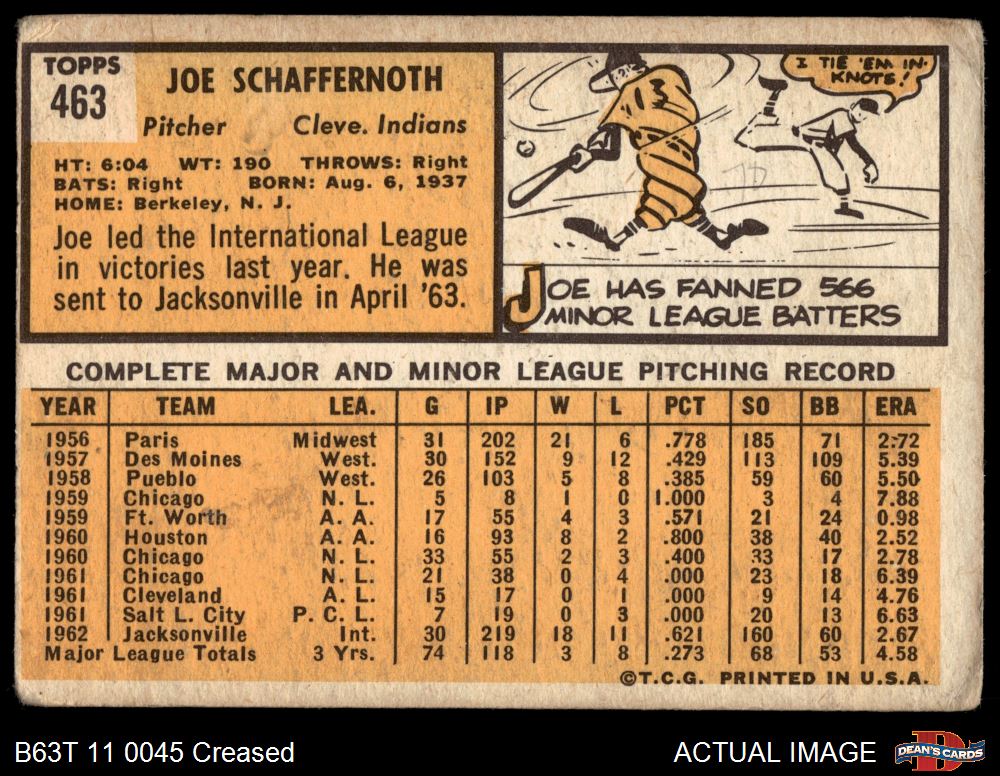 TOPPS
463
JOE SCHAFFERNOTH
Pitcher Cleve. Indians
HT: 6:04 WT: 190 THROWS: Right
BATS: Right BORN: Aug. 6, 1937
HOME: Berkeley, N. J.
Joe led the International League
in victories last year. He was
sent to Jacksonville in April '63.
I TIE 'EM IN
KNOTS!
JOE HAS FANNED 566
MINOR LEAGUE BATTERS
COMPLETE MAJOR AND MINOR LEAGUE PITCHING RECORD
YEAR TEAM LEA. G IP W L PCT SO BB ERA
1956 Paris Midwest 31 202 21 6 .778 185 71 2.72
1957 Des Moines West. 30 152 9 12 .429 113 109 5.39
1958 Pueblo West. 26 103 5 8 .385 59 60 5.50
1959 Chicago N. L. 5 8 1 0 1.000 3 4 7.88
1959 Ft. Worth A. A. 17 55 4 3 .571 21 24 0.98
1960 Houston A. A. 16 93 8 2 .800 38 40 2.52
1960 Chicago N. L. 33 55 2 3 .400 33 17 2.78
1961 Chicago N. L. 21 38 0 4 .000 23 18 6.39
1961 Cleveland A. L. 15 17 0 1 .000 9 14 4.76
1961 Salt L. City P. C. L. 7 19 0 3 .000 20 13 6.63
1962 Jacksonville Int. 30 219 18 11 .621 160 60 2.67
Major League Totals 3 Yrs. 74 118 3 8 .273 68 53 4.58
©T.C.G. PRINTED IN U.S.A.
B63T 11 0045 Creased
ACTUAL IMAGE
DEAN'S CARDS